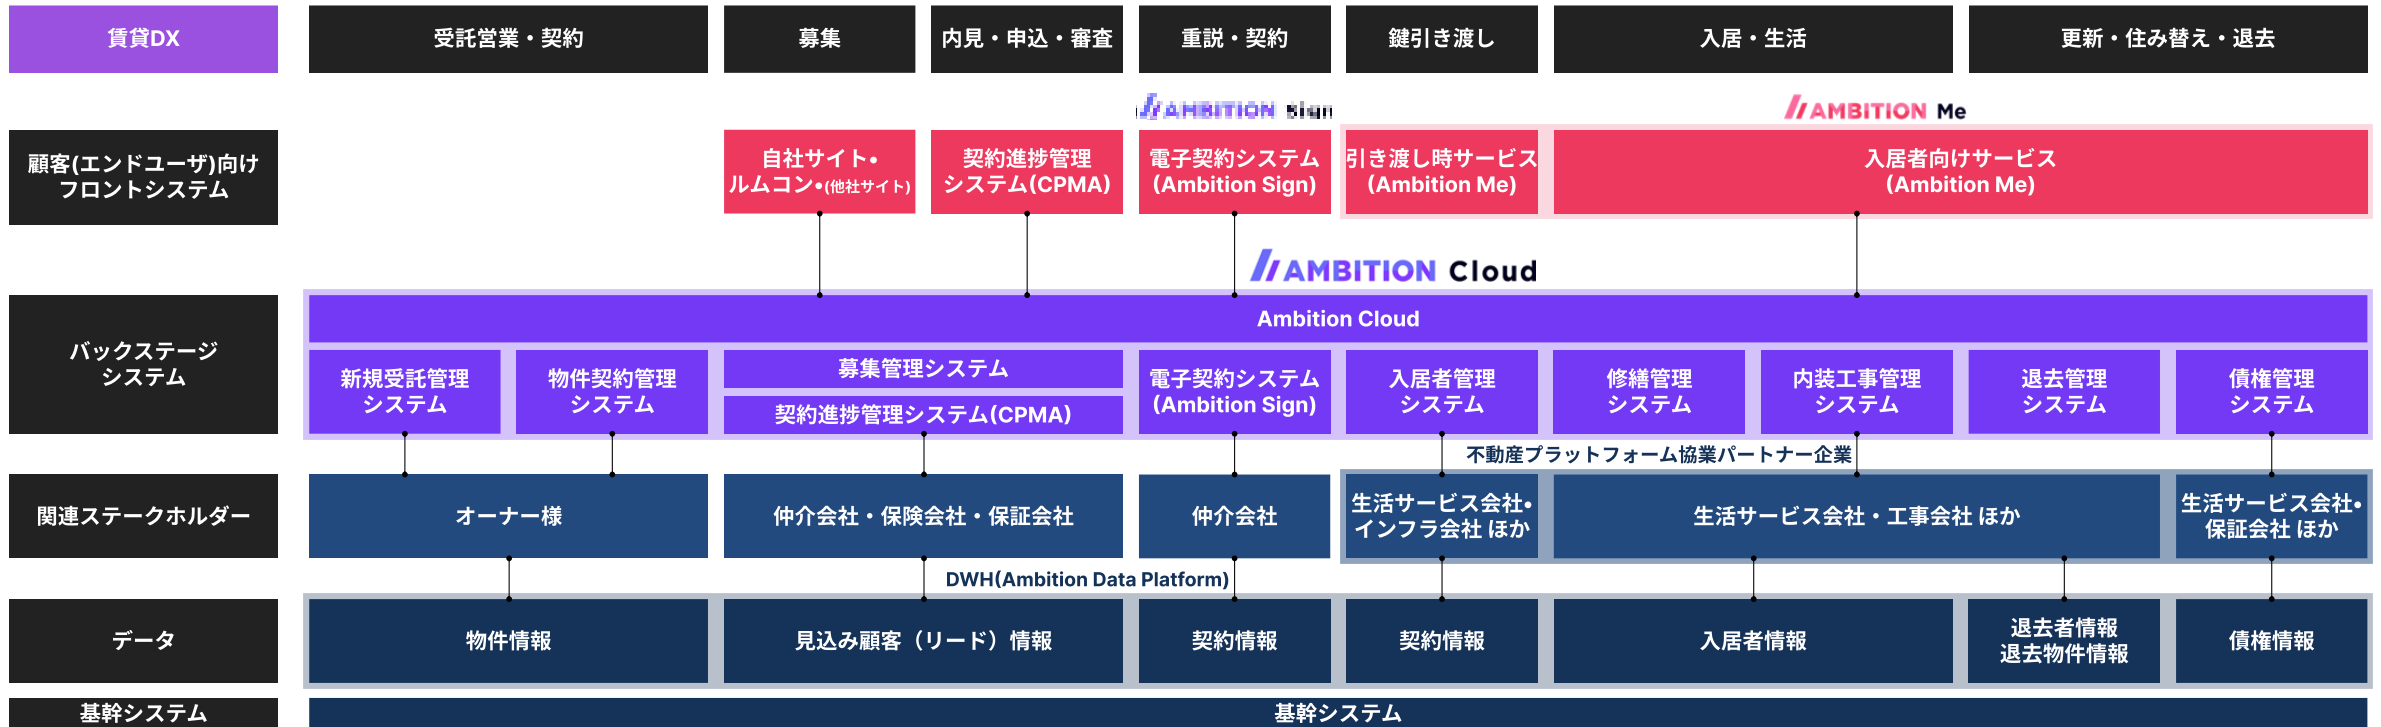 賃貸DX
受託営業・契約
募集
内見・申込・審査
重説・契約
鍵引き渡し
入居・生活
更新・住み替え・退去
AMBITION Sign
AMBITION Me
顧客(エンドユーザ)向け
フロントシステム
自社サイト・
ルムコン・(他社サイト)
契約進捗管理
システム(CPMA)
電子契約システム
(Ambition Sign)
引き渡し時サービス
(Ambition Me)
入居者向けサービス
(Ambition Me)
AMBITION Cloud
バックステージ
システム
Ambition Cloud
新規受託管理
システム
物件契約管理
システム
募集管理システム
契約進捗管理システム(CPMA)
電子契約システム
(Ambition Sign)
入居者管理
システム
修繕管理
システム
内装工事管理
システム
退去管理
システム
債権管理
システム
不動産プラットフォーム協業パートナー企業
関連ステークホルダー
オーナー様
仲介会社・保険会社・保証会社
仲介会社
生活サービス会社・
インフラ会社 ほか
生活サービス会社・工事会社 ほか
生活サービス会社・
保証会社 ほか
DWH(Ambition Data Platform)
データ
物件情報
見込み顧客（リード）情報
契約情報
契約情報
入居者情報
退去者情報
退去物件情報
債権情報
基幹システム
基幹システム